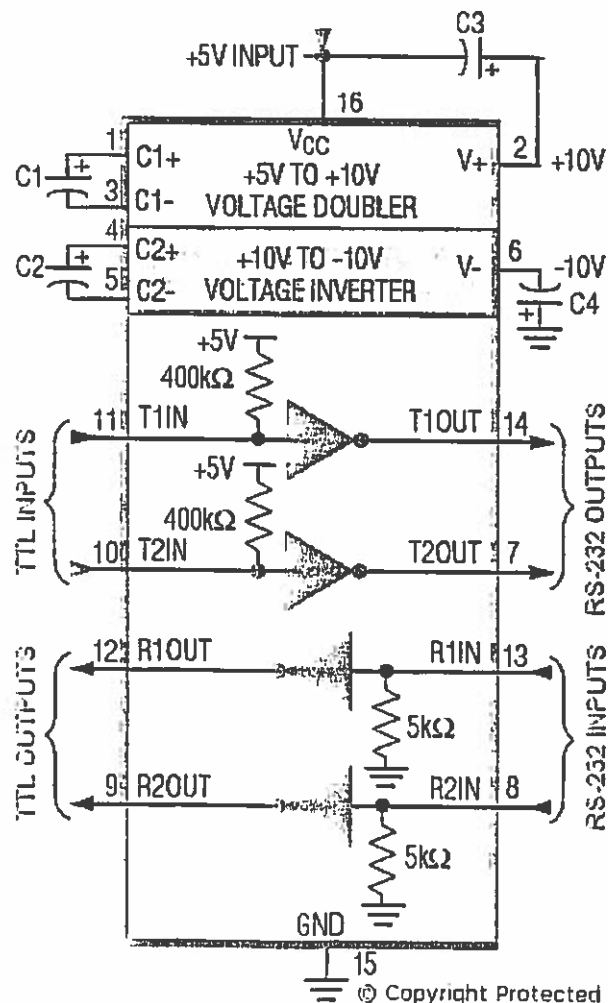 C3
+5V INPUT
+
16
1
VCC
2
C1
+
C1+
+5V TO +10V
V+
+10V
3
C1-
VOLTAGE DOUBLER
4
C2
+
C2+
+10V TO -10V
V-
6
-10V
5
C2-
VOLTAGE INVERTER
+
C4
+5V
400kΩ
11
T1IN
T1OUT
14
TTL INPUTS
+5V
RS-232 OUTPUTS
400kΩ
10
T2IN
T2OUT
7
12
R1OUT
R1IN
13
TTL OUTPUTS
5kΩ
RS-232 INPUTS
9
R2OUT
R2IN
8
5kΩ
GND
15
© Copyright Protected